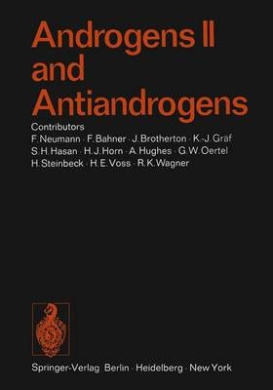 Androgens II
and
Antiandrogens
Contributors
F. Neumann · F. Bahner · J. Brotherton · K.-J. Graf
S. H. Hasan · H. J. Horn · A. Hughes · G. W. Oertel
H. Steinbeck · H. E. Voss · R. K. Wagner
Springer-Verlag Berlin · Heidelberg · New York